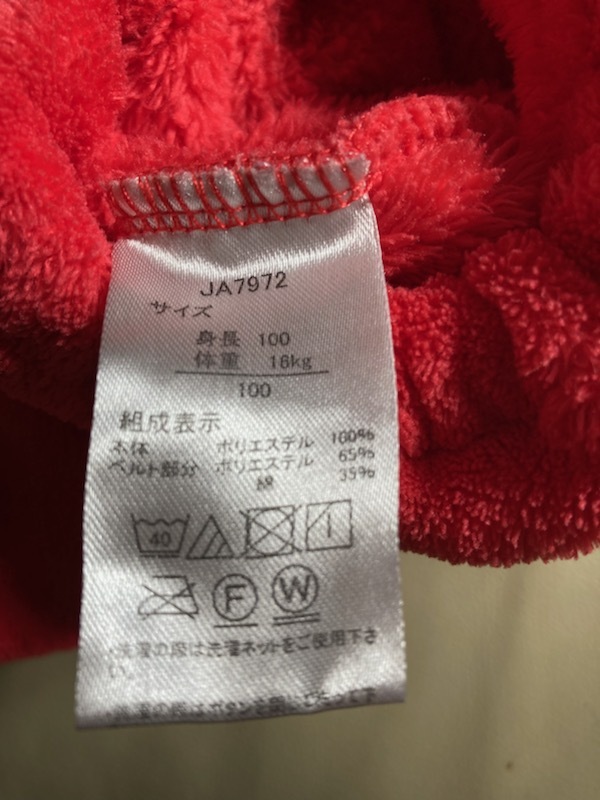 JA7972
サイズ
身長 100
体重 16kg
100
組成表示
本体 ポリエステル 100%
ベルト部分 ポリエステル 65%
綿 35%
40
F W
・洗濯の際は洗濯ネットをご使用下さ
い。